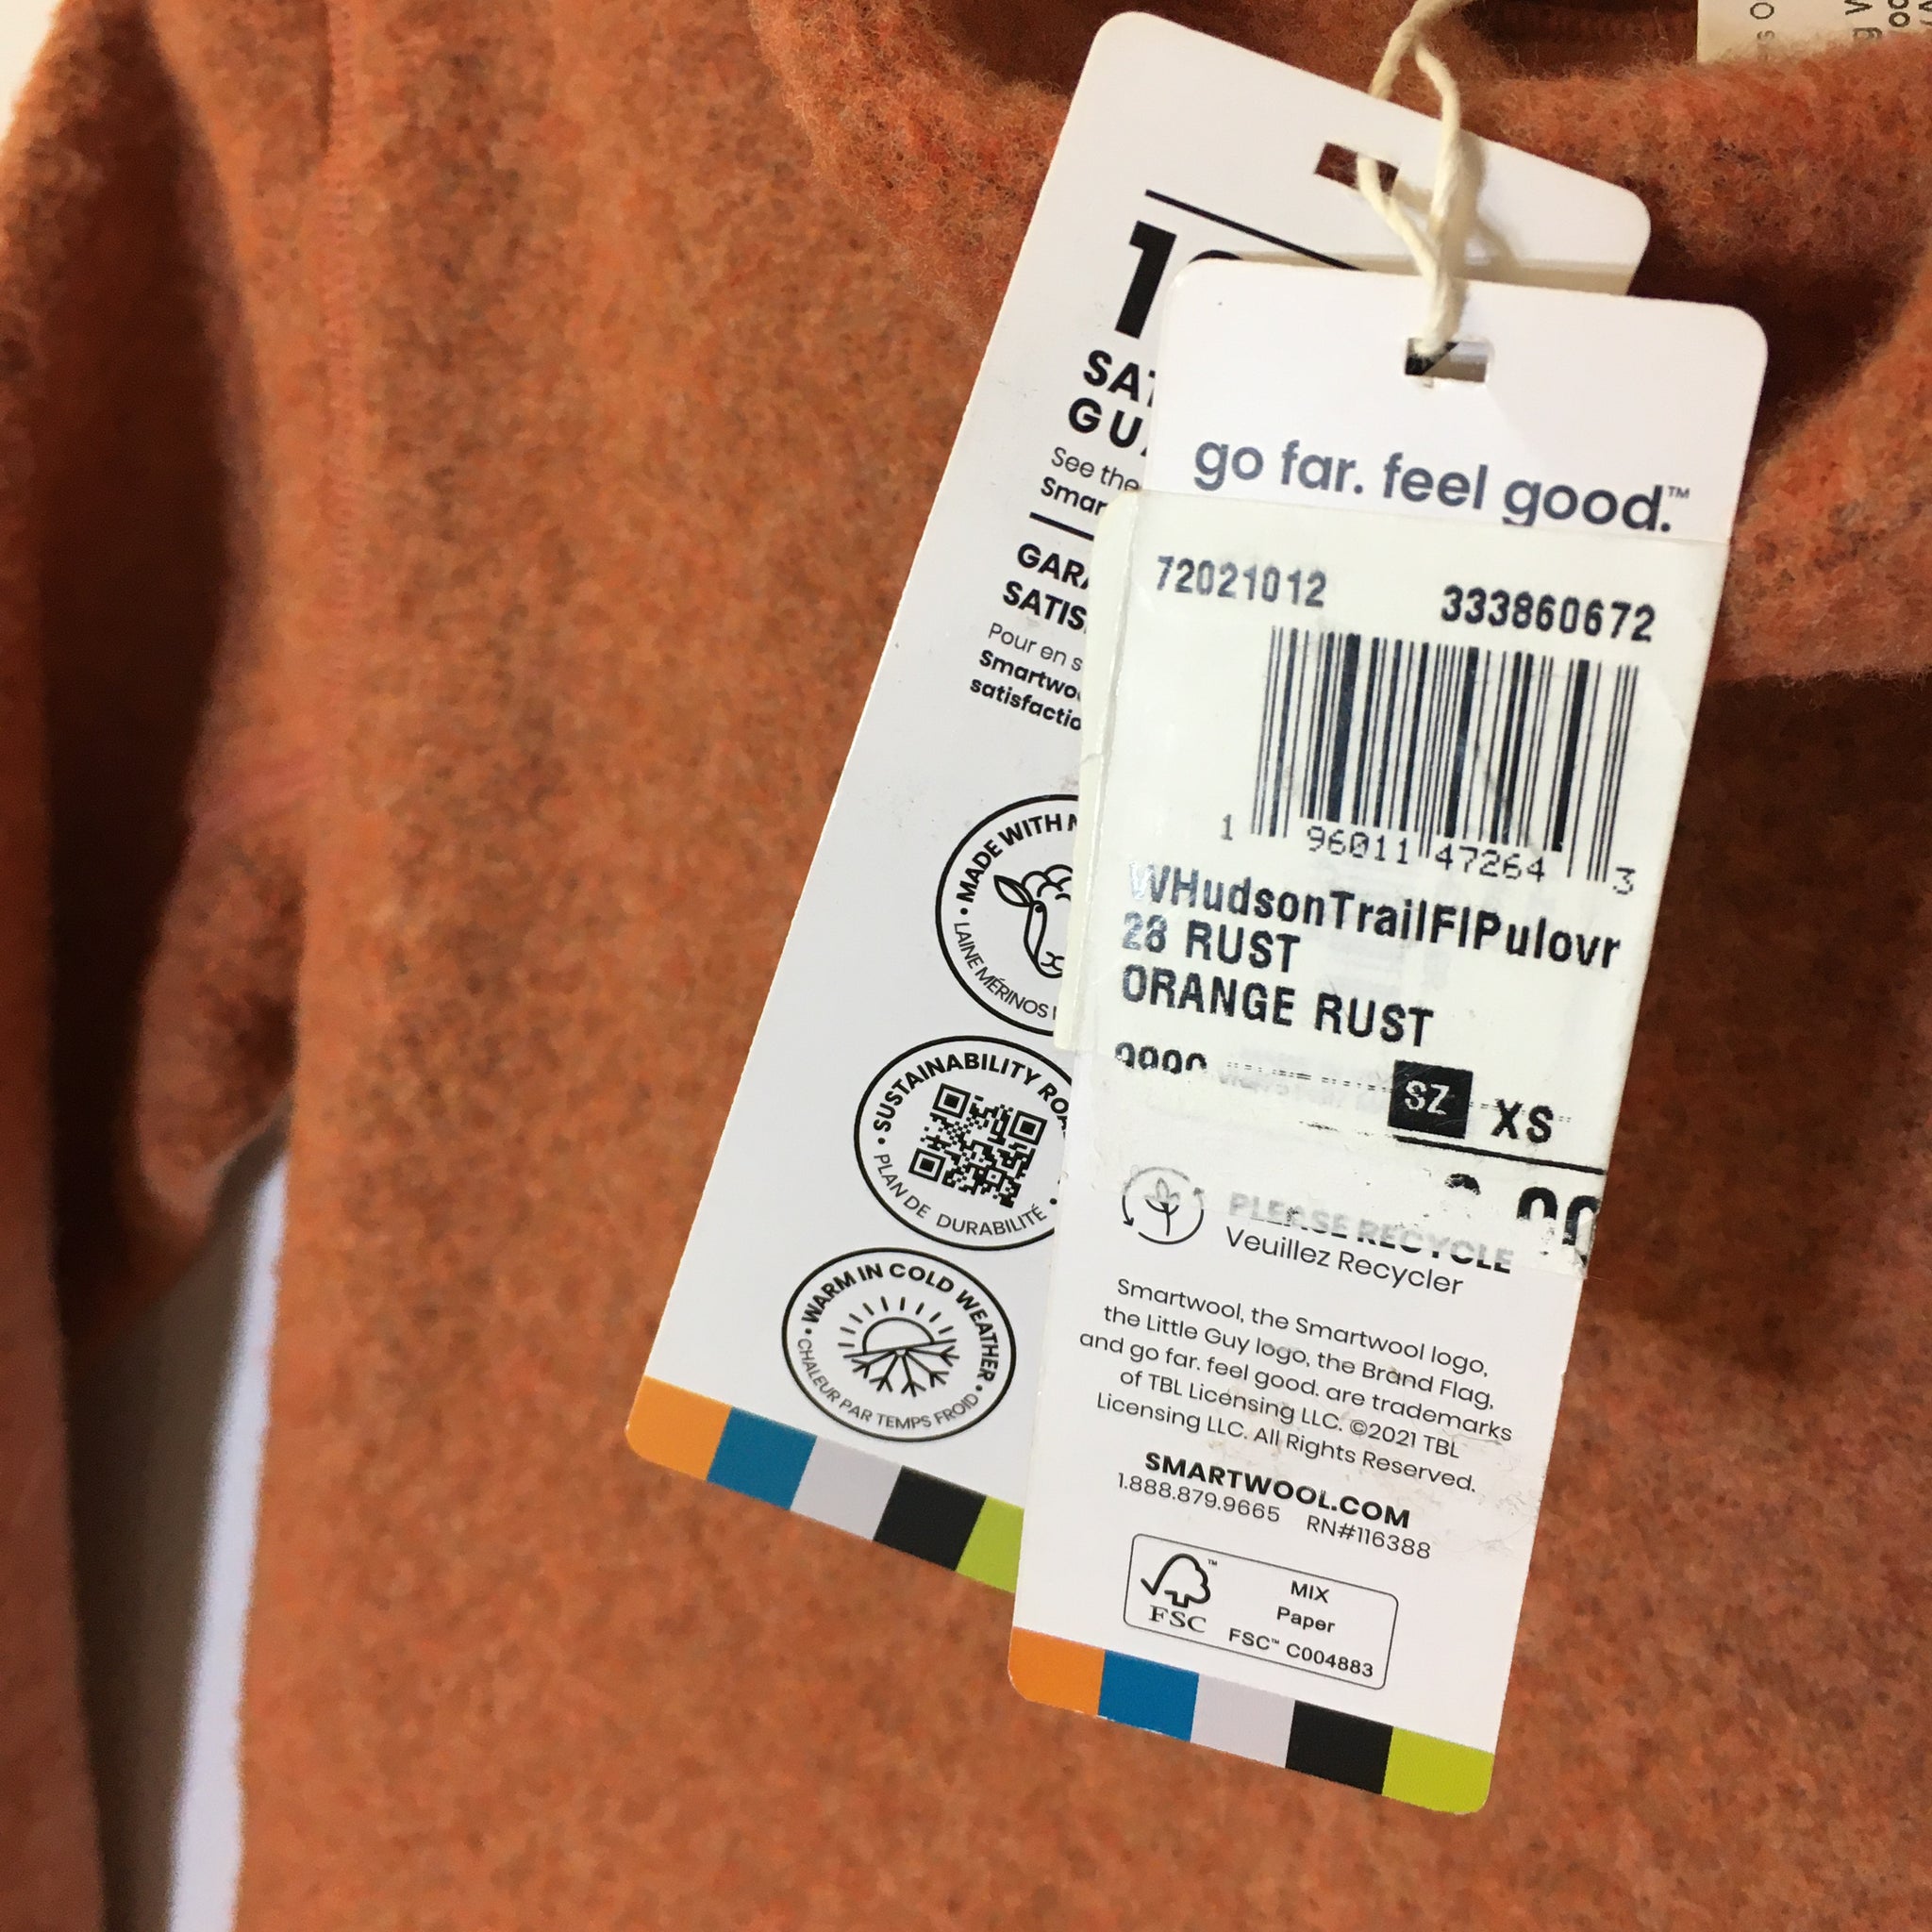 1
SAT
GU
See the
Smar
GARA
SATIS
Pour en s
Smartwo
satisfactio
• MADE WITH M
• LAINE MÉRINOS
• SUSTAINABILITY ROA
• PLAN DE DURABILITÉ •
• WARM IN COLD WEATHER •
CHALEUR PAR TEMPS FROID
go far. feel good.™
72021012 333860672
1 96011 47264 3
WHudsonTrailFlPulovr
28 RUST
ORANGE RUST
SZ XS
PLEASE RECYCLE
Veuillez Recycler
Smartwool, the Smartwool logo,
the Little Guy logo, the Brand Flag,
and go far. feel good. are trademarks
of TBL Licensing LLC. ©2021 TBL
Licensing LLC. All Rights Reserved.
SMARTWOOL.COM
1.888.879.9665 RN#116388
FSC™
MIX
Paper
FSC™ C004883